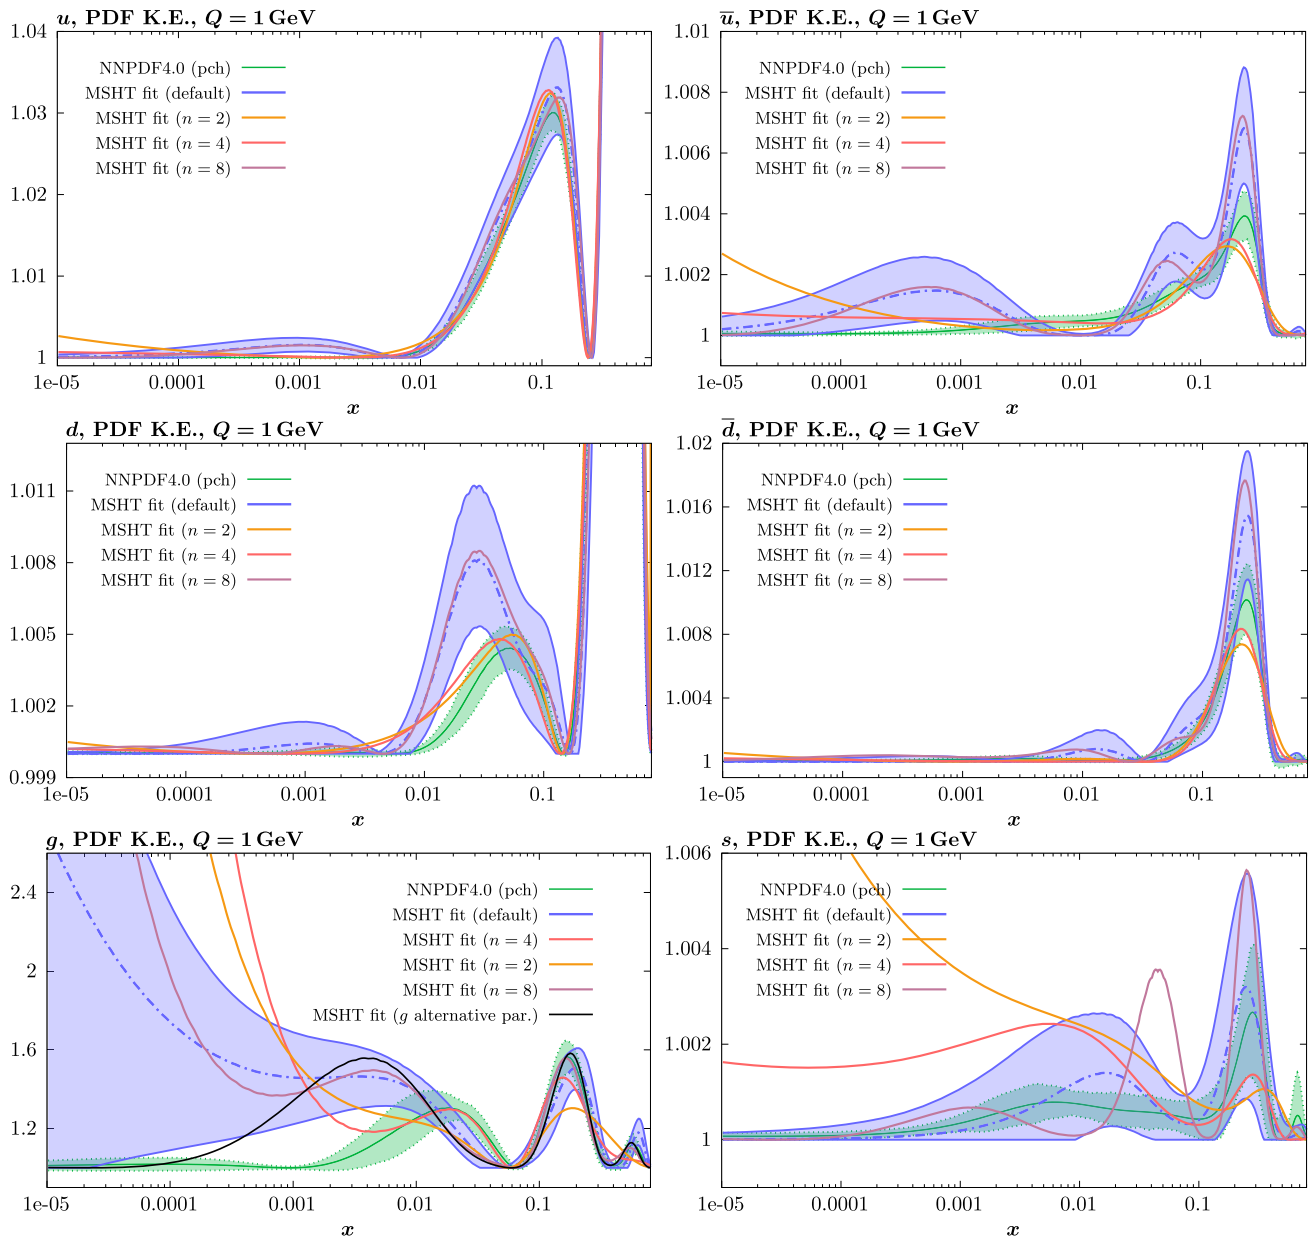 u, PDF K.E., Q = 1 GeV
1.04
1.03
1.02
1.01
1
NNPDF4.0 (pch)
MSHT fit (default)
MSHT fit (n = 2)
MSHT fit (n = 4)
MSHT fit (n = 8)
1e-05 0.0001 0.001 0.01 0.1
x
u̅, PDF K.E., Q = 1 GeV
1.01
1.008
1.006
1.004
1.002
1
NNPDF4.0 (pch)
MSHT fit (default)
MSHT fit (n = 2)
MSHT fit (n = 4)
MSHT fit (n = 8)
1e-05 0.0001 0.001 0.01 0.1
x
d, PDF K.E., Q = 1 GeV
1.011
1.008
1.005
1.002
0.999
NNPDF4.0 (pch)
MSHT fit (default)
MSHT fit (n = 2)
MSHT fit (n = 4)
MSHT fit (n = 8)
1e-05 0.0001 0.001 0.01 0.1
x
d̅, PDF K.E., Q = 1 GeV
1.02
1.016
1.012
1.008
1.004
1
NNPDF4.0 (pch)
MSHT fit (default)
MSHT fit (n = 2)
MSHT fit (n = 4)
MSHT fit (n = 8)
1e-05 0.0001 0.001 0.01 0.1
x
g, PDF K.E., Q = 1 GeV
2.4
2
1.6
1.2
NNPDF4.0 (pch)
MSHT fit (default)
MSHT fit (n = 4)
MSHT fit (n = 2)
MSHT fit (n = 8)
MSHT fit (g alternative par.)
1e-05 0.0001 0.001 0.01 0.1
x
s, PDF K.E., Q = 1 GeV
1.006
1.004
1.002
1
NNPDF4.0 (pch)
MSHT fit (default)
MSHT fit (n = 2)
MSHT fit (n = 4)
MSHT fit (n = 8)
1e-05 0.0001 0.001 0.01 0.1
x